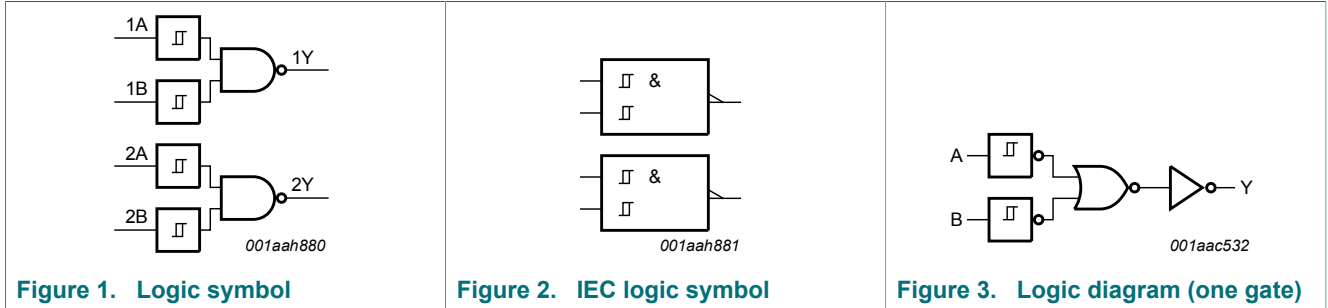 1A
1B
1Y
2A
2B
2Y
001aah880
Figure 1. Logic symbol
&
&
001aah881
Figure 2. IEC logic symbol
A
B
Y
001aac532
Figure 3. Logic diagram (one gate)